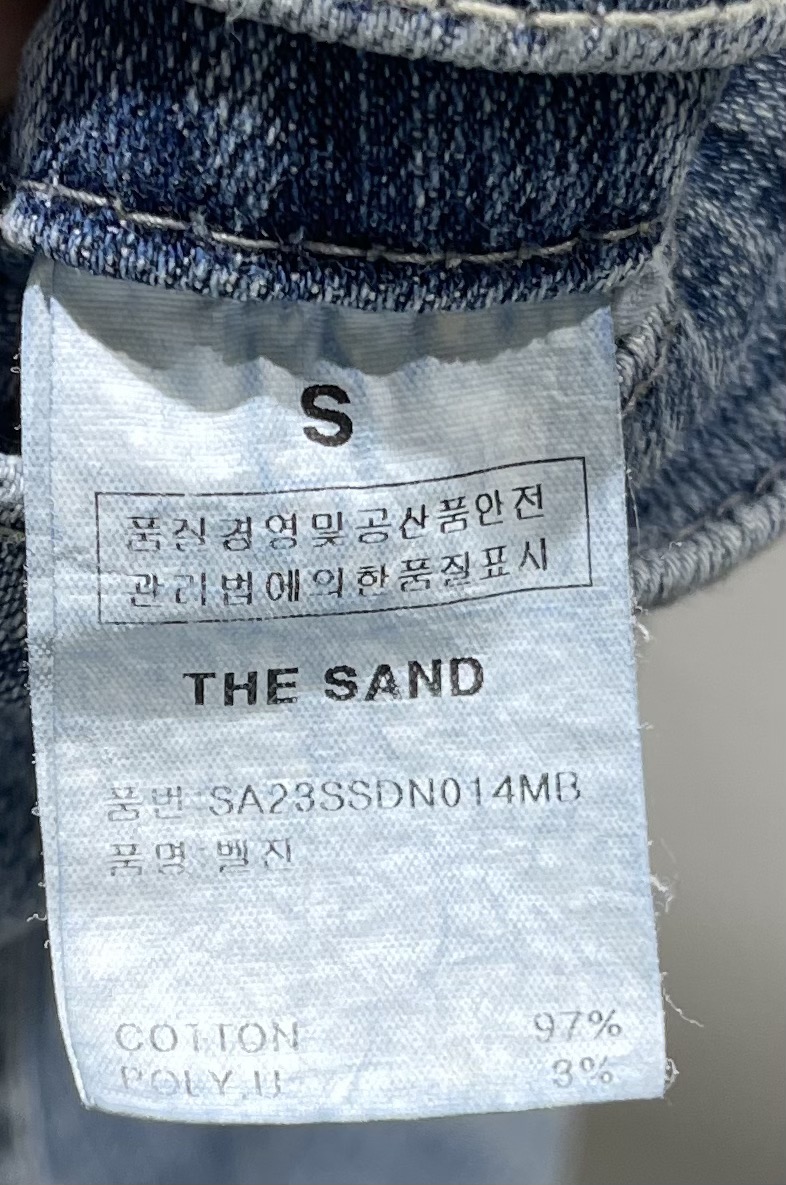 S
품질경영및공산품안전
관리법에의한품질표시
THE SAND
품번:SA23SSDN014MB
품명:벨진
COTTON 97%
POLY.U 3%